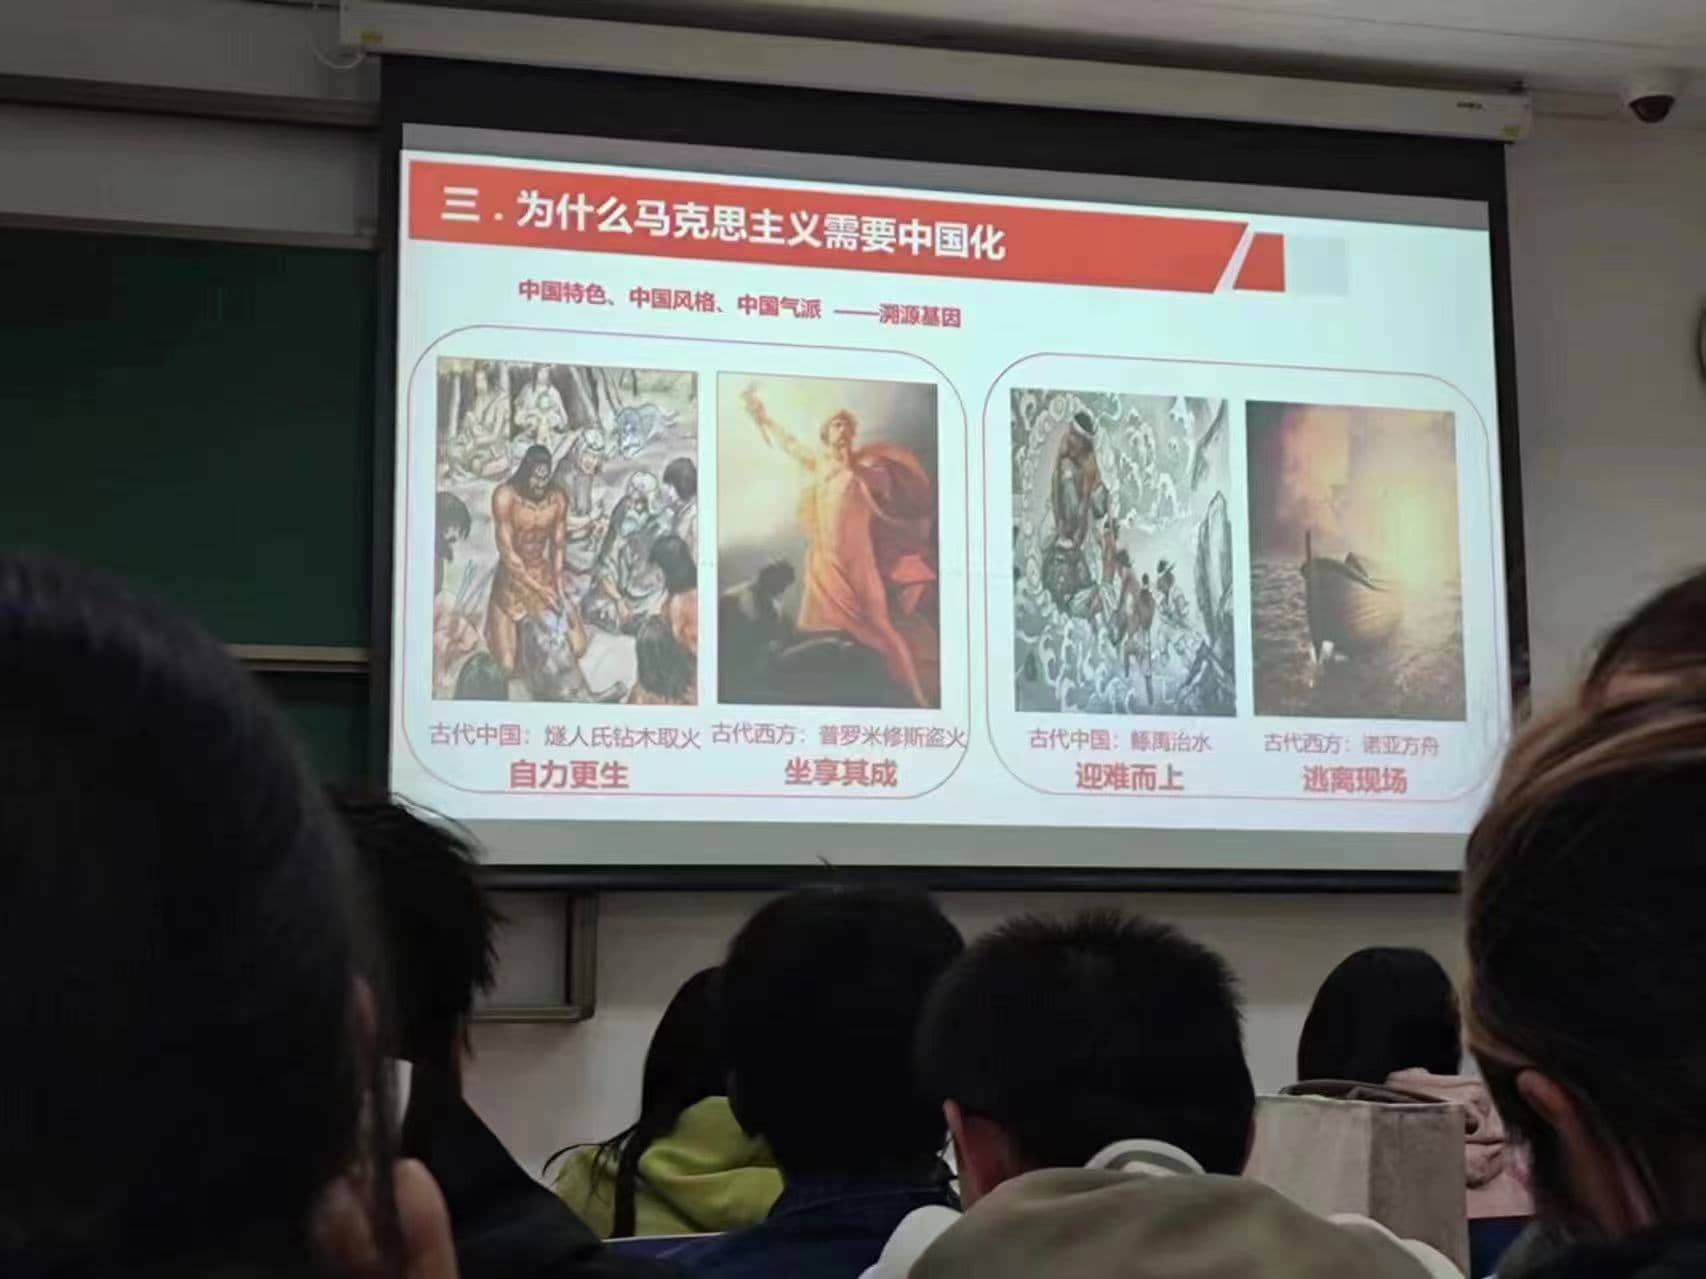 三．为什么马克思主义需要中国化
中国特色、中国风格、中国气派 ——溯源基因
古代中国：燧人氏钻木取火
自力更生
古代西方：普罗米修斯盗火
坐享其成
古代中国：鲧禹治水
迎难而上
古代西方：诺亚方舟
逃离现场